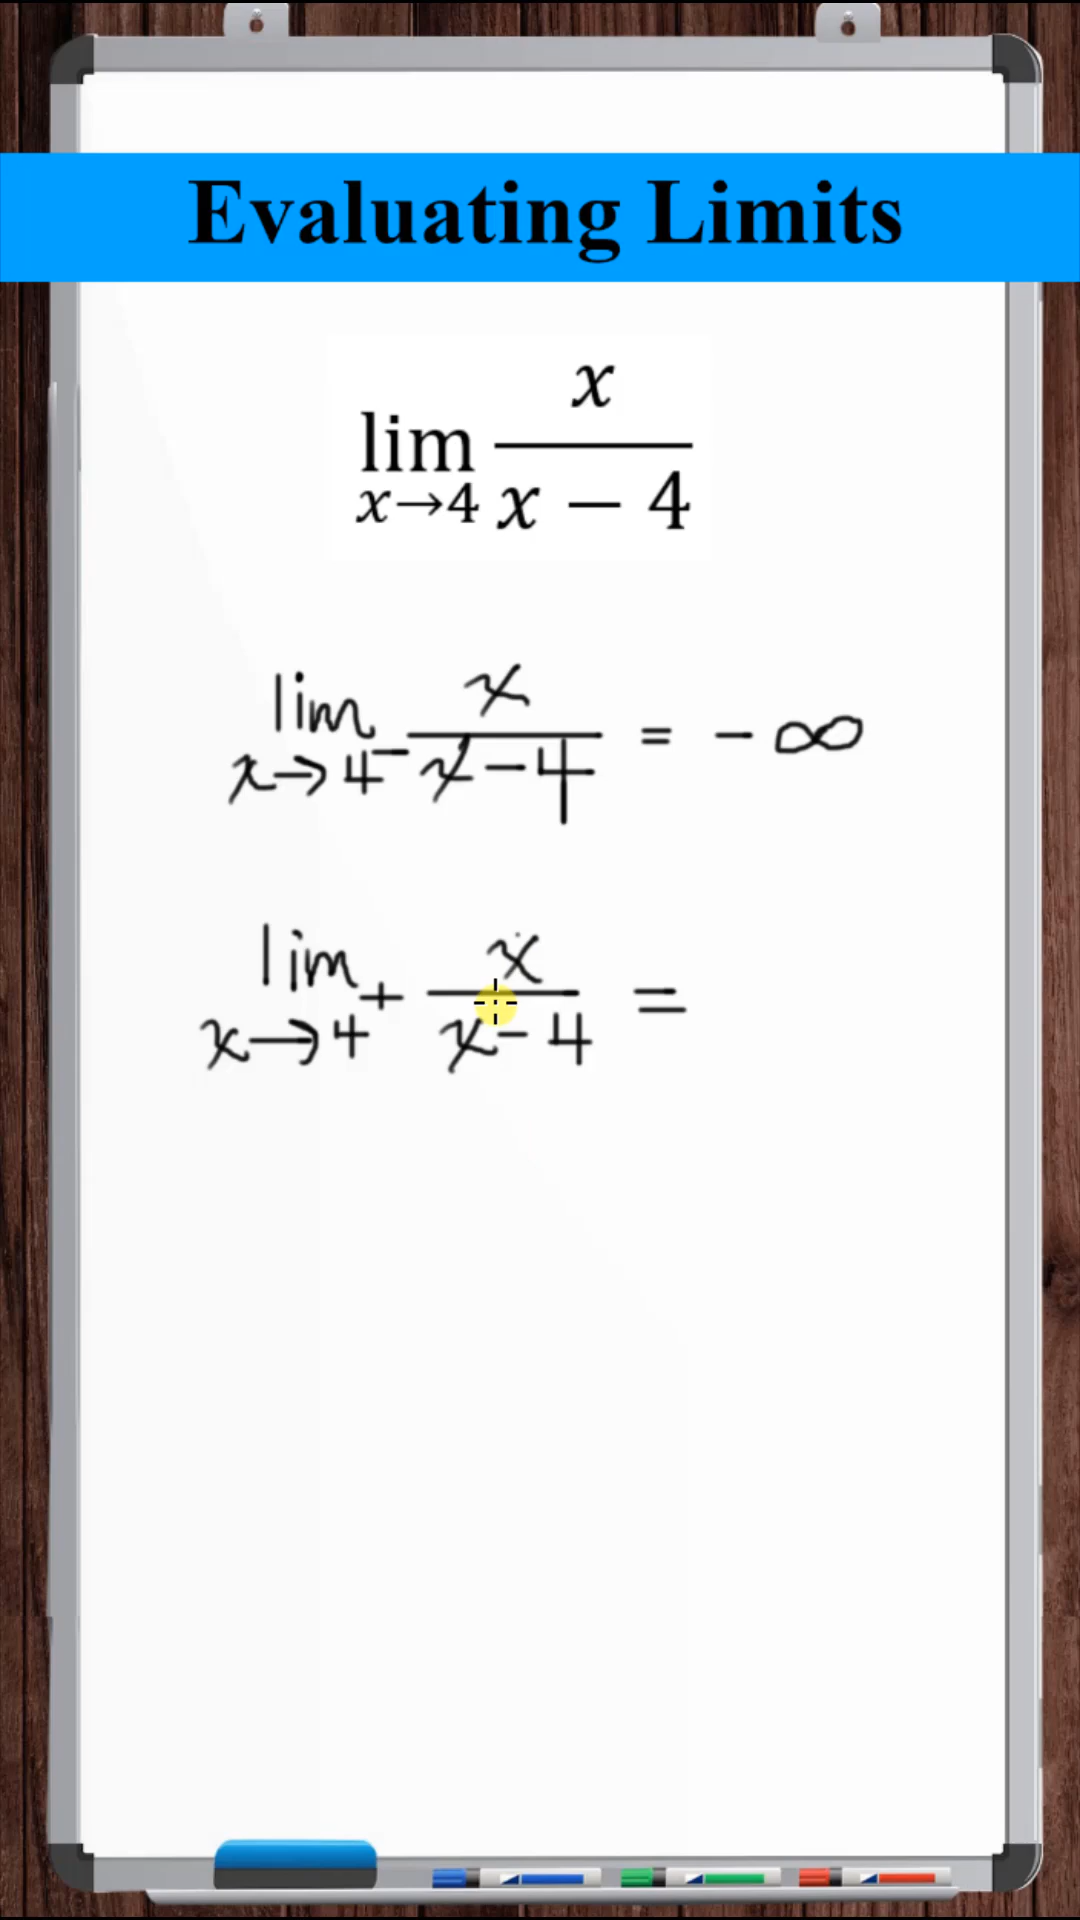 Evaluating Limits
lim x→4 x/(x − 4)
lim x→4⁻ x/(x−4) = −∞
lim x→4⁺ x/(x−4) =